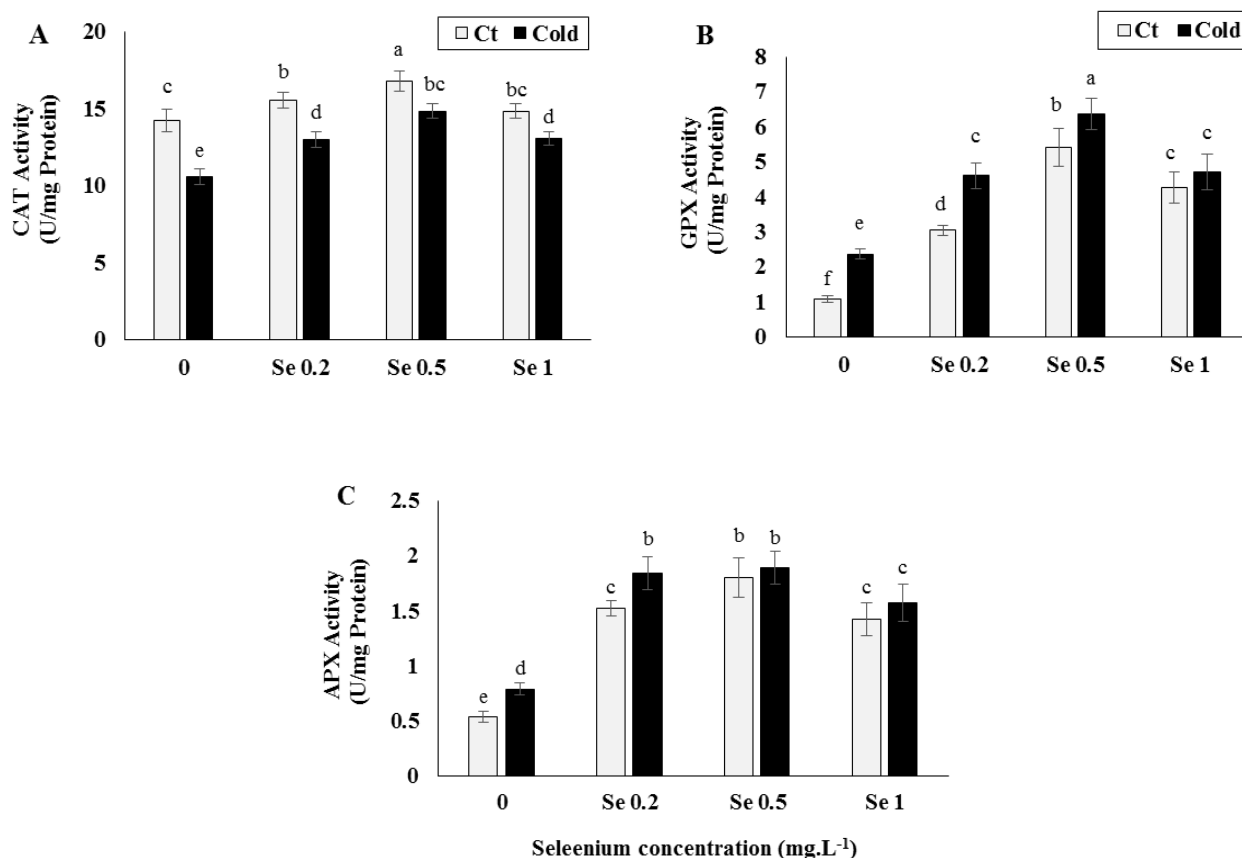 A
Ct Cold
CAT Activity
(U/mg Protein)
20
15
10
5
0
c
e
b
d
a
bc
bc
d
0 Se 0.2 Se 0.5 Se 1
B
Ct Cold
GPX Activity
(U/mg Protein)
8
7
6
5
4
3
2
1
0
f
e
d
c
b
a
c
c
0 Se 0.2 Se 0.5 Se 1
C
APX Activity
(U/mg Protein)
2.5
2
1.5
1
0.5
0
e
d
c
b
b
b
c
c
0 Se 0.2 Se 0.5 Se 1
Seleenium concentration (mg.L⁻¹)